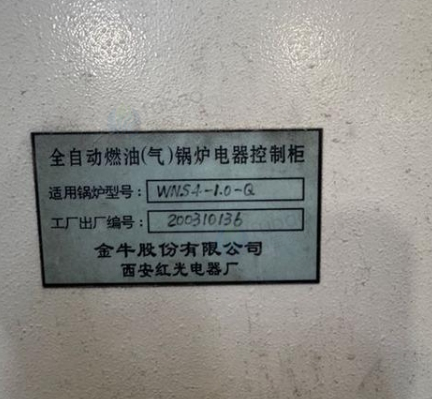 全自动燃油(气)锅炉电器控制柜
适用锅炉型号: WNS4-1.0-Q
工厂出厂编号: 200310136
金牛股份有限公司
西安红光电器厂